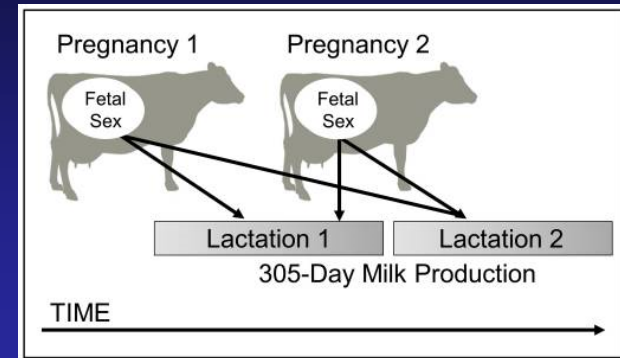 Pregnancy 1
Pregnancy 2
Fetal
Sex
Fetal
Sex
Lactation 1
Lactation 2
305-Day Milk Production
TIME